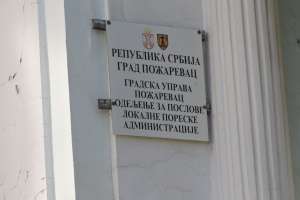 РЕПУБЛИКА СРБИЈА
ГРАД ПОЖАРЕВАЦ
ГРАДСКА УПРАВА
ПОЖАРЕВАЦ
ОДЕЉЕЊЕ ЗА ПОСЛОВЕ
ЛОКАЛНЕ ПОРЕСКЕ
АДМИНИСТРАЦИЈЕ